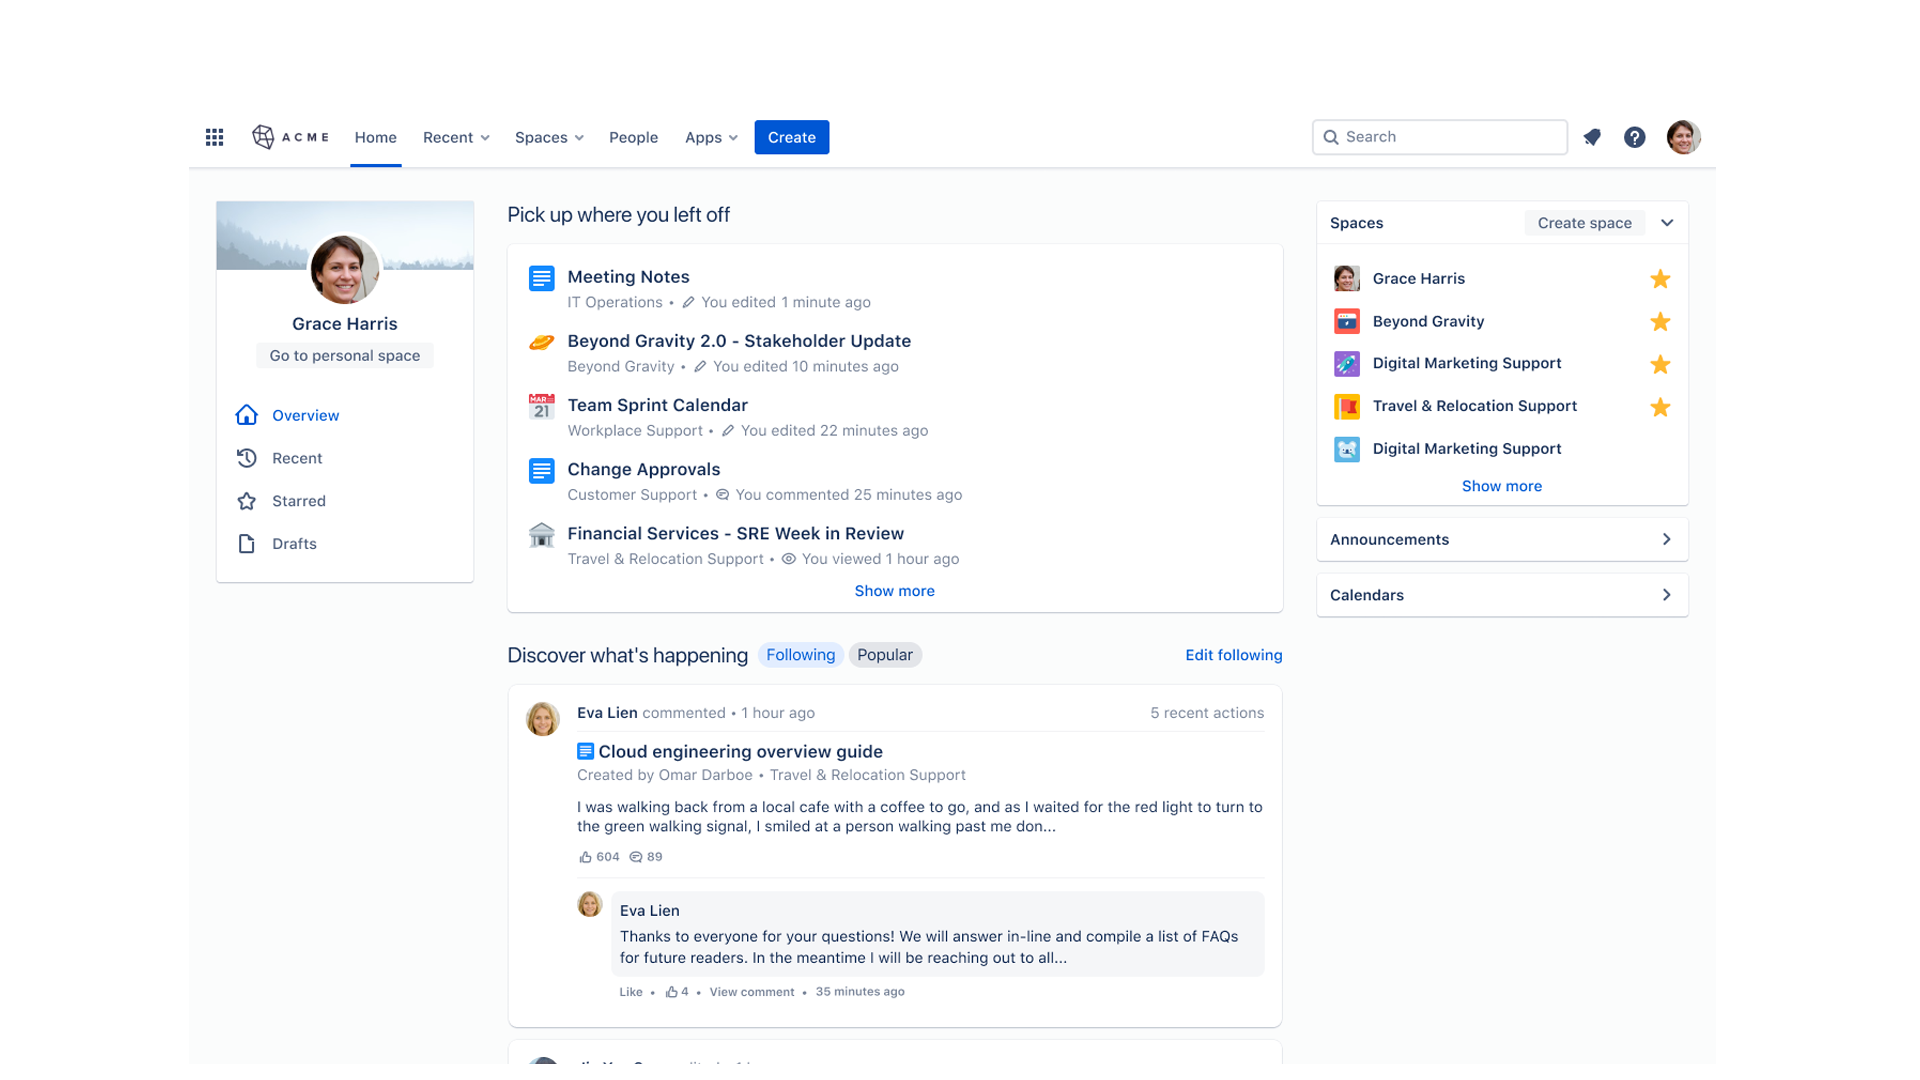 ACME Home Recent Spaces People Apps Create Search
Grace Harris
Go to personal space
Overview
Recent
Starred
Drafts
Pick up where you left off
Meeting Notes
IT Operations • You edited 1 minute ago
Beyond Gravity 2.0 - Stakeholder Update
Beyond Gravity • You edited 10 minutes ago
MAR
21
Team Sprint Calendar
Workplace Support • You edited 22 minutes ago
Change Approvals
Customer Support • You commented 25 minutes ago
Financial Services - SRE Week in Review
Travel & Relocation Support • You viewed 1 hour ago
Show more
Discover what's happening Following Popular Edit following
Eva Lien commented • 1 hour ago 5 recent actions
Cloud engineering overview guide
Created by Omar Darboe • Travel & Relocation Support
I was walking back from a local cafe with a coffee to go, and as I waited for the red light to turn to
the green walking signal, I smiled at a person walking past me don...
604 89
Eva Lien
Thanks to everyone for your questions! We will answer in-line and compile a list of FAQs
for future readers. In the meantime I will be reaching out to all...
Like • 4 • View comment • 35 minutes ago
Spaces Create space
Grace Harris
Beyond Gravity
Digital Marketing Support
Travel & Relocation Support
Digital Marketing Support
Show more
Announcements
Calendars